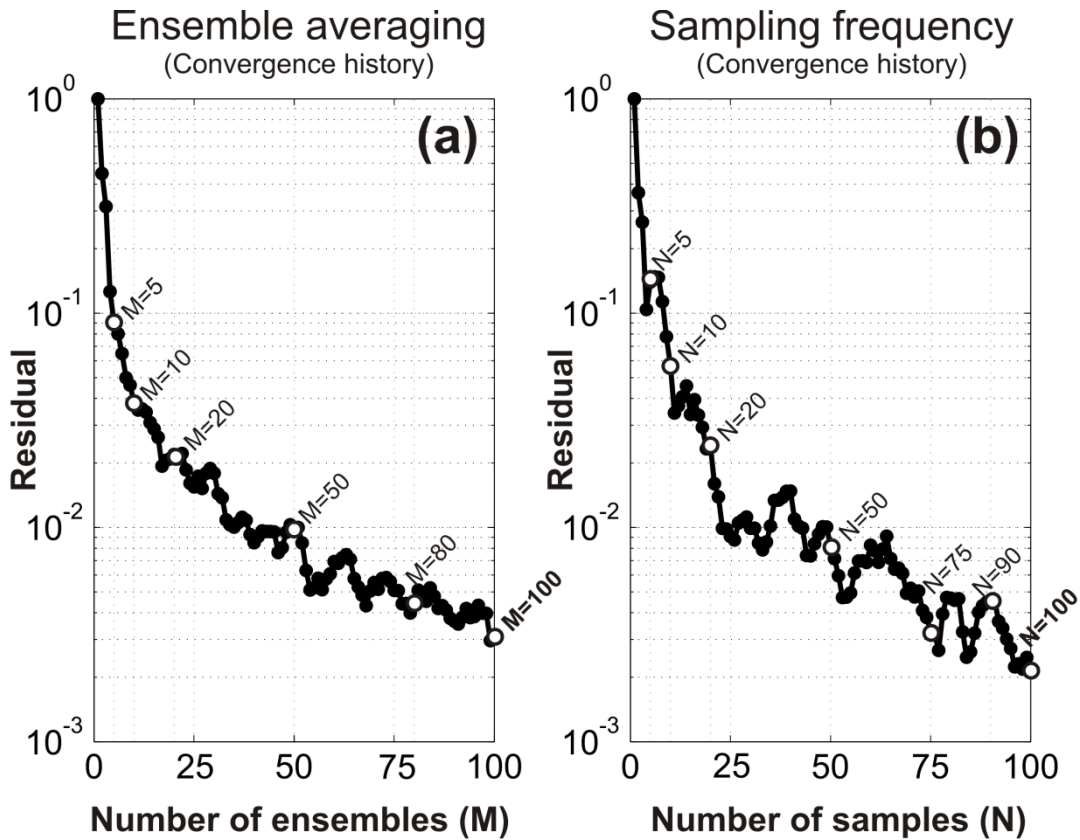 Ensemble averaging
(Convergence history)
(a)
10^0
10^-1
10^-2
10^-3
Residual
M=5
M=10
M=20
M=50
M=80
M=100
0 25 50 75 100
Number of ensembles (M)
Sampling frequency
(Convergence history)
(b)
10^0
10^-1
10^-2
10^-3
Residual
N=5
N=10
N=20
N=50
N=75
N=90
N=100
0 25 50 75 100
Number of samples (N)